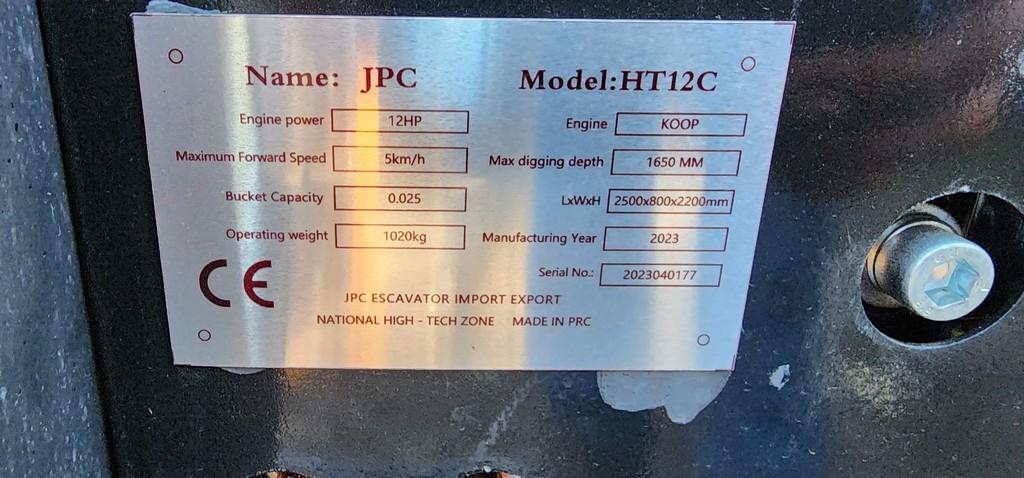 Name: JPC Model:HT12C
Engine power 12HP Engine KOOP
Maximum Forward Speed 5km/h Max digging depth 1650 MM
Bucket Capacity 0.025 LxWxH 2500x800x2200mm
Operating weight 1020kg Manufacturing Year 2023
Serial No.: 2023040177
CE
JPC ESCAVATOR IMPORT EXPORT
NATIONAL HIGH - TECH ZONE MADE IN PRC